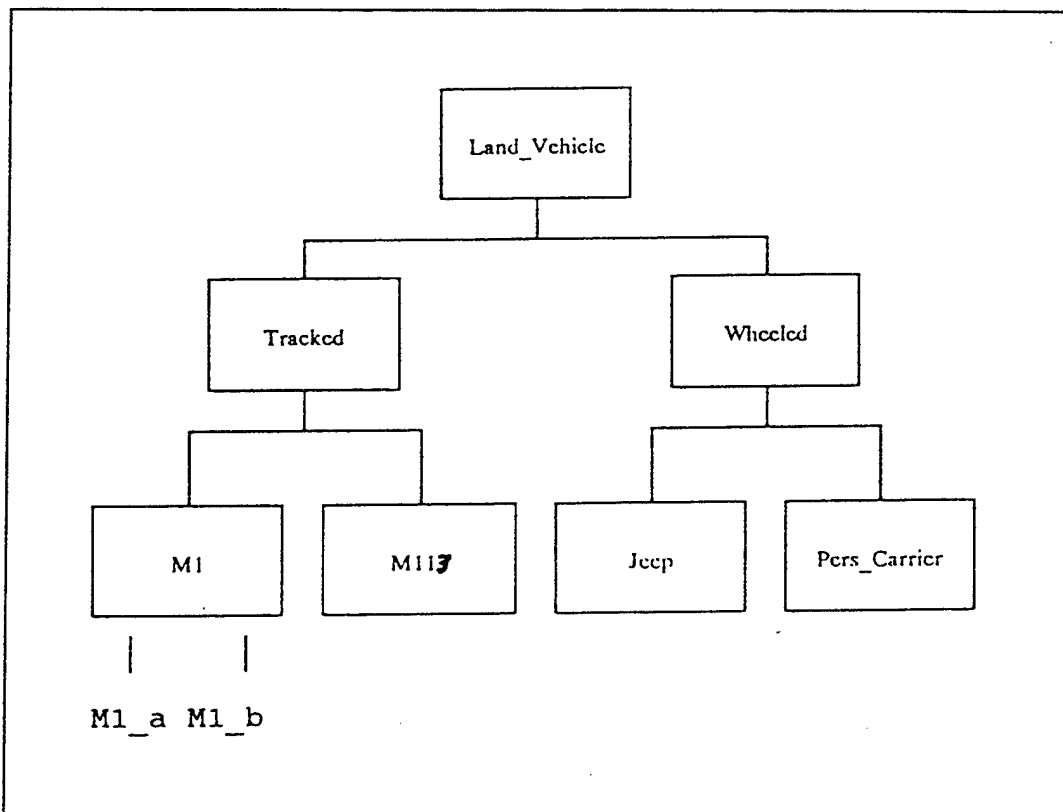 Land_Vehicle
Tracked
Wheeled
M1
M113
Jeep
Pers_Carrier
M1_a M1_b